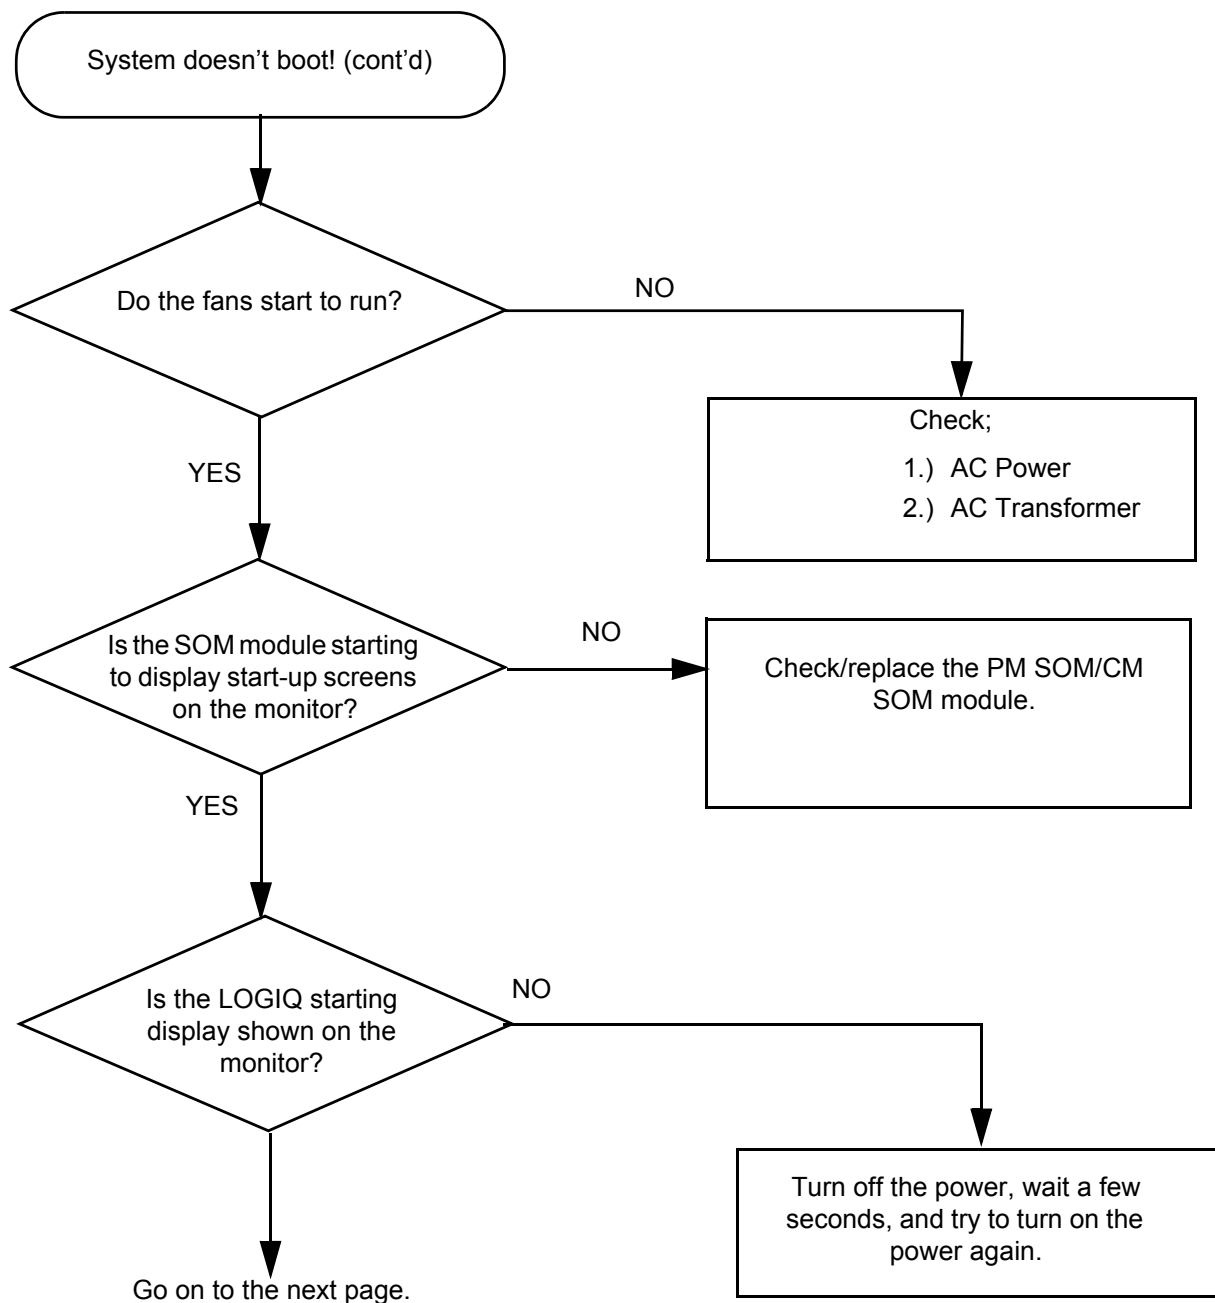 System doesn’t boot! (cont’d)
Do the fans start to run?
NO
Check;
1.) AC Power
2.) AC Transformer
YES
Is the SOM module starting
to display start-up screens
on the monitor?
NO
Check/replace the PM SOM/CM
SOM module.
YES
Is the LOGIQ starting
display shown on the
monitor?
NO
Turn off the power, wait a few
seconds, and try to turn on the
power again.
Go on to the next page.